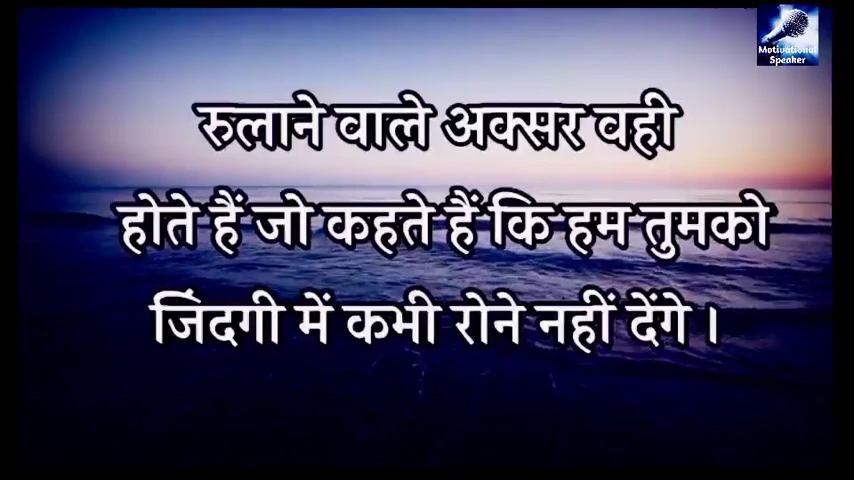 Motivational
Speaker
रुलाने वाले अक्सर वही
होते हैं जो कहते हैं कि हम तुमको
जिंदगी में कभी रोने नहीं देंगे ।